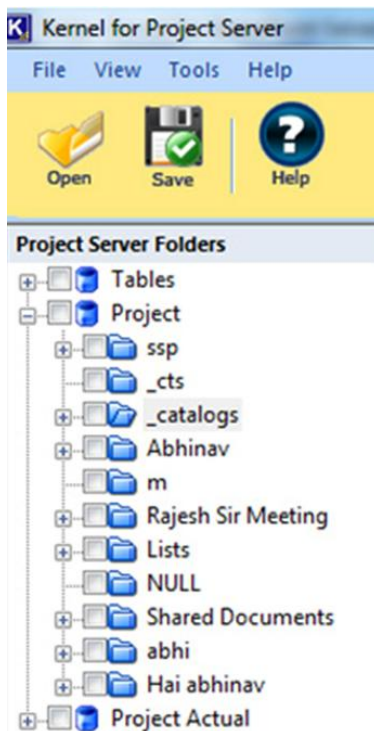 Kernel for Project Server
File View Tools Help
Open Save Help
Project Server Folders
Tables
Project
ssp
_cts
_catalogs
Abhinav
m
Rajesh Sir Meeting
Lists
NULL
Shared Documents
abhi
Hai abhinav
Project Actual